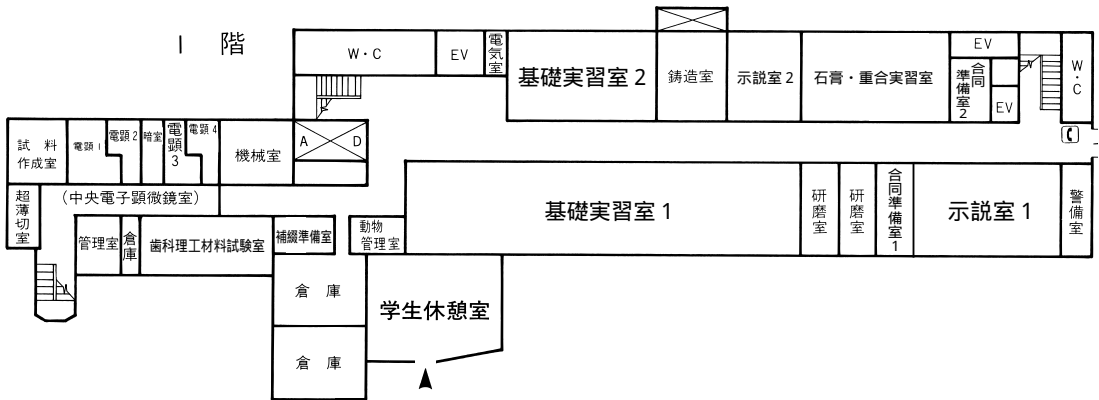 1 階
W・C
EV
電気室
基礎実習室 2
鋳造室
示説室 2
石膏・重合実習室
EV
合同
準備室2
EV
W・C
試 料
作成室
電顕 1
電顕 2
暗室
電顕 3
電顕 4
機械室
A D
超薄切室
(中央電子顕微鏡室)
管理室
倉庫
歯科理工材料試験室
補綴準備室
動物
管理室
基礎実習室 1
研磨室
研磨室
合同準備室1
示説室 1
警備室
倉 庫
学生休憩室
倉 庫